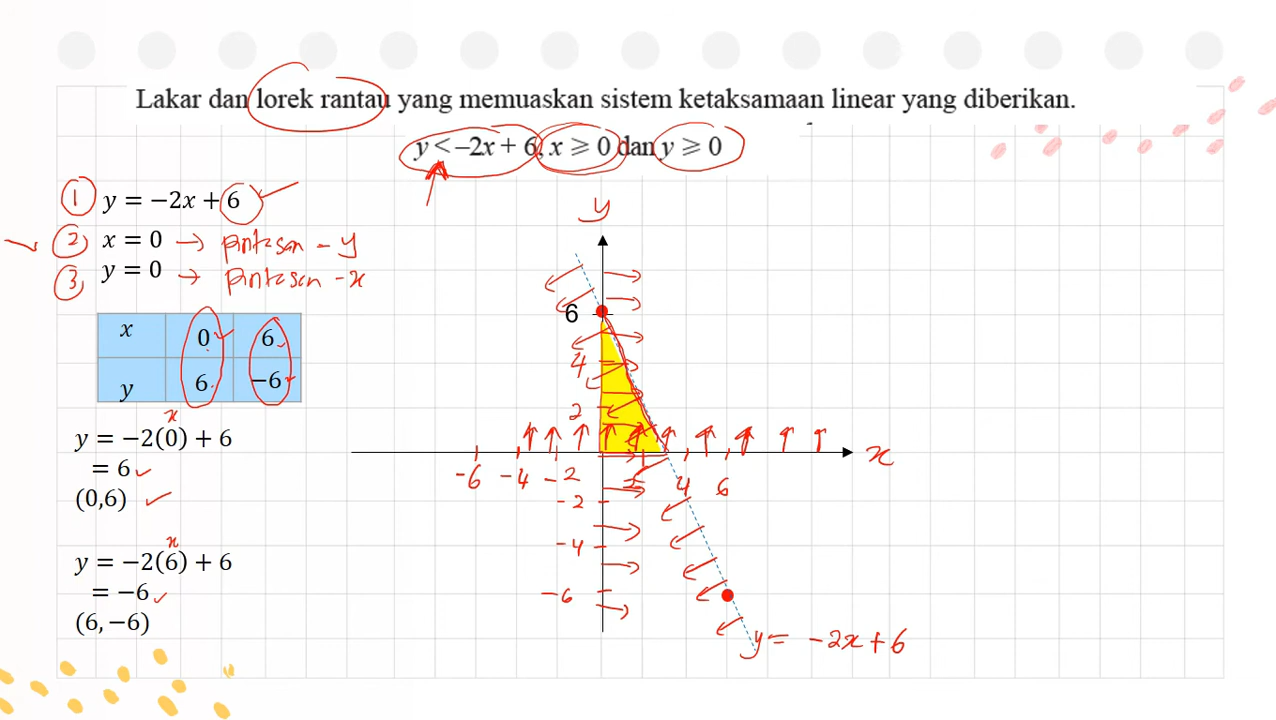 Lakar dan lorek rantau yang memuaskan sistem ketaksamaan linear yang diberikan.
y < –2x + 6, x ⩾ 0 dan y ⩾ 0
① y = −2x + 6
② x = 0 → pintasan - y
③ y = 0 → pintasan - x
x 0 6
y 6 −6
x
y = −2(0) + 6
= 6
(0,6)
x
y = −2(6) + 6
= −6
(6, −6)
y
6
4
2
-6 -4 -2 2 4 6 x
-2
-4
-6
y = -2x + 6